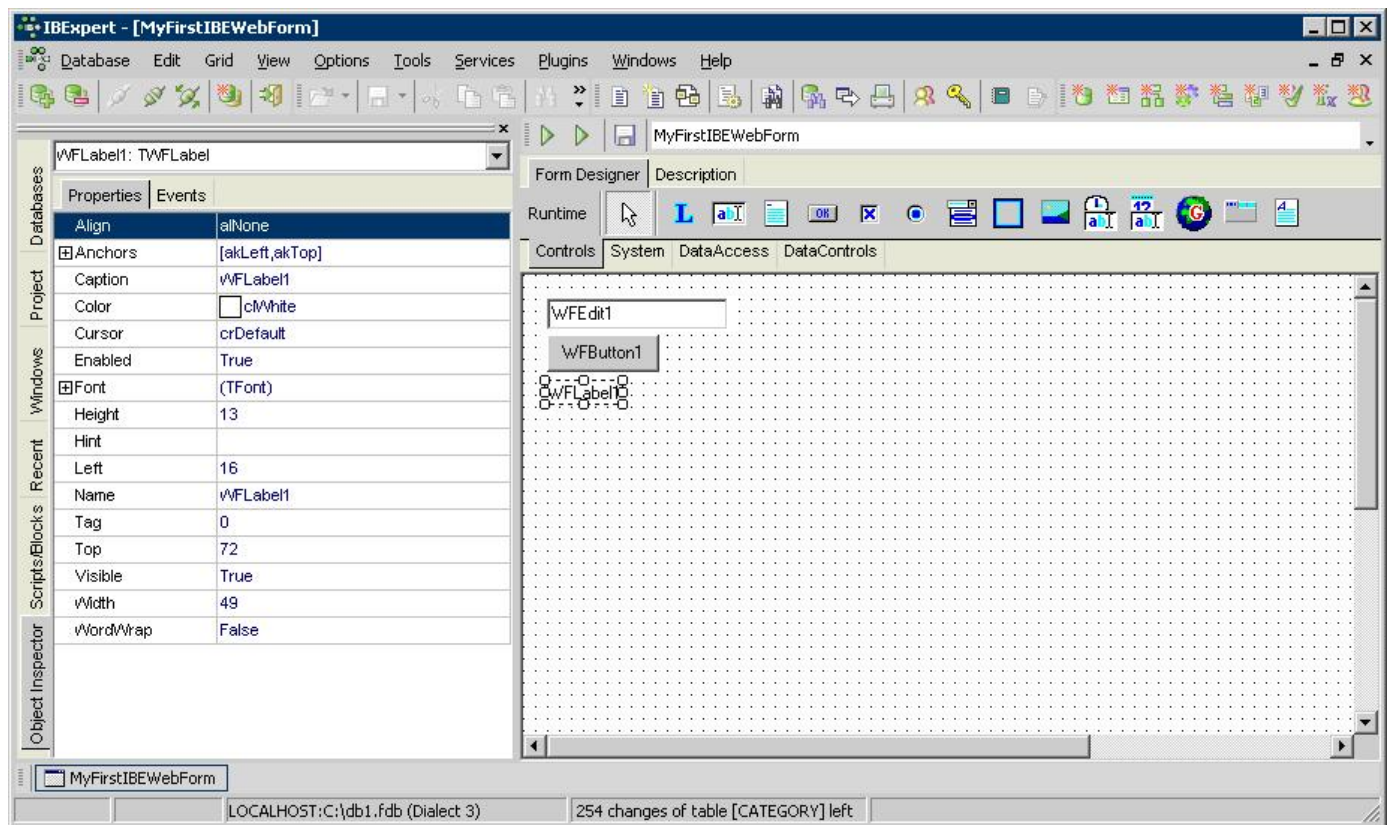 IBExpert - [MyFirstIBEWebForm]
Database Edit Grid View Options Tools Services Plugins Windows Help
MyFirstIBEWebForm
WFLabel1: TWFLabel
Form Designer Description
Properties Events
Runtime
Controls System DataAccess DataControls
Align alNone
Anchors [akLeft,akTop]
Caption WFLabel1
Color clWhite
Cursor crDefault
Enabled True
Font (TFont)
Height 13
Hint
Left 16
Name WFLabel1
Tag 0
Top 72
Visible True
Width 49
WordWrap False
Databases
Project
Windows
Recent
Scripts/Blocks
Object Inspector
WFEdit1
WFButton1
WFLabel1
MyFirstIBEWebForm
LOCALHOST:C:\db1.fdb (Dialect 3) 254 changes of table [CATEGORY] left